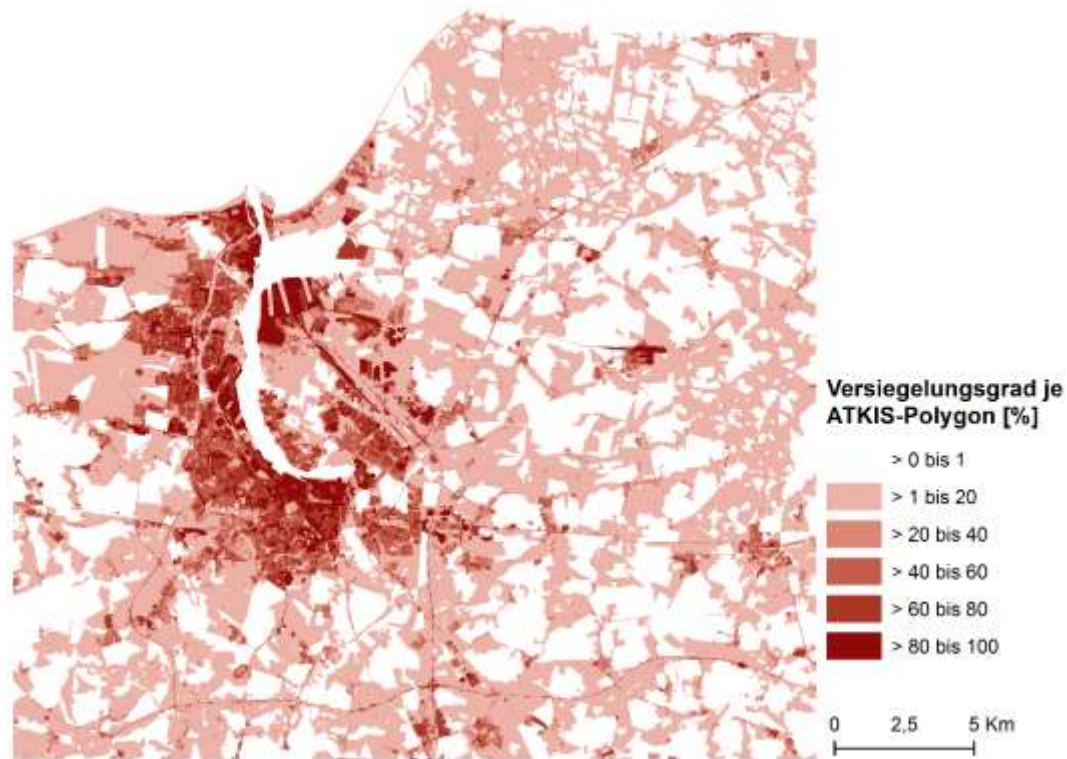 Versiegelungsgrad je
ATKIS-Polygon [%]
> 0 bis 1
> 1 bis 20
> 20 bis 40
> 40 bis 60
> 60 bis 80
> 80 bis 100
0 2,5 5 Km